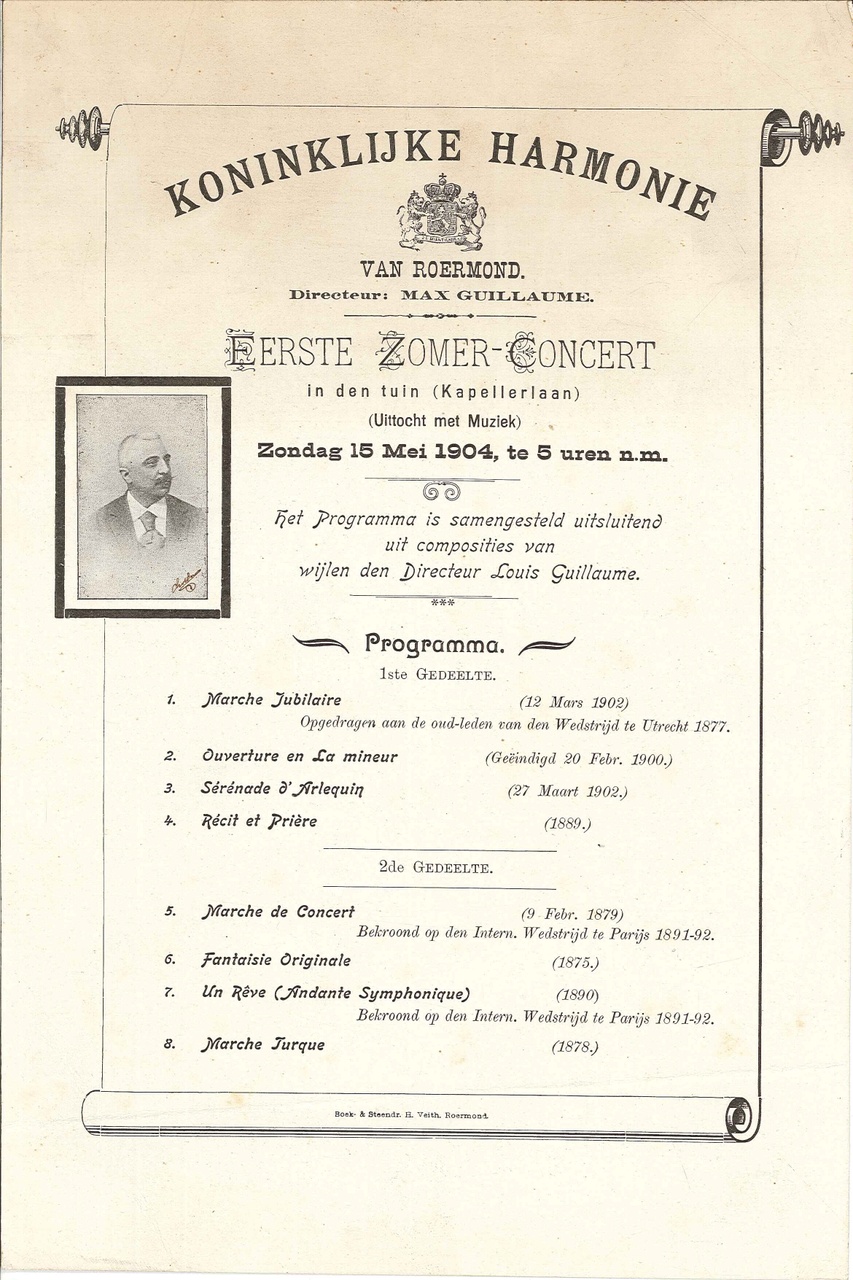 KONINKLIJKE HARMONIE
VAN ROERMOND.
Directeur: MAX GUILLAUME.
EERSTE ZOMER-CONCERT
in den tuin (Kapellerlaan)
(Uittocht met Muziek)
Zondag 15 Mei 1904, te 5 uren n.m.
Het Programma is samengesteld uitsluitend
uit composities van
wijlen den Directeur Louis Guillaume.
***
Programma.
1ste GEDEELTE.
1. Marche Jubilaire (12 Mars 1902)
Opgedragen aan de oud-leden van den Wedstrijd te Utrecht 1877.
2. Ouverture en La mineur (Geëindigd 20 Febr. 1900.)
3. Sérénade d'Arlequin (27 Maart 1902.)
4. Récit et Prière (1889.)
2de GEDEELTE.
5. Marche de Concert (9 Febr. 1879)
Bekroond op den Intern. Wedstrijd te Parijs 1891-92.
6. Fantaisie Originale (1875.)
7. Un Rêve (Andante Symphonique) (1890)
Bekroond op den Intern. Wedstrijd te Parijs 1891-92.
8. Marche Turque (1878.)
Boek- & Steendr. H. Veith. Roermond.